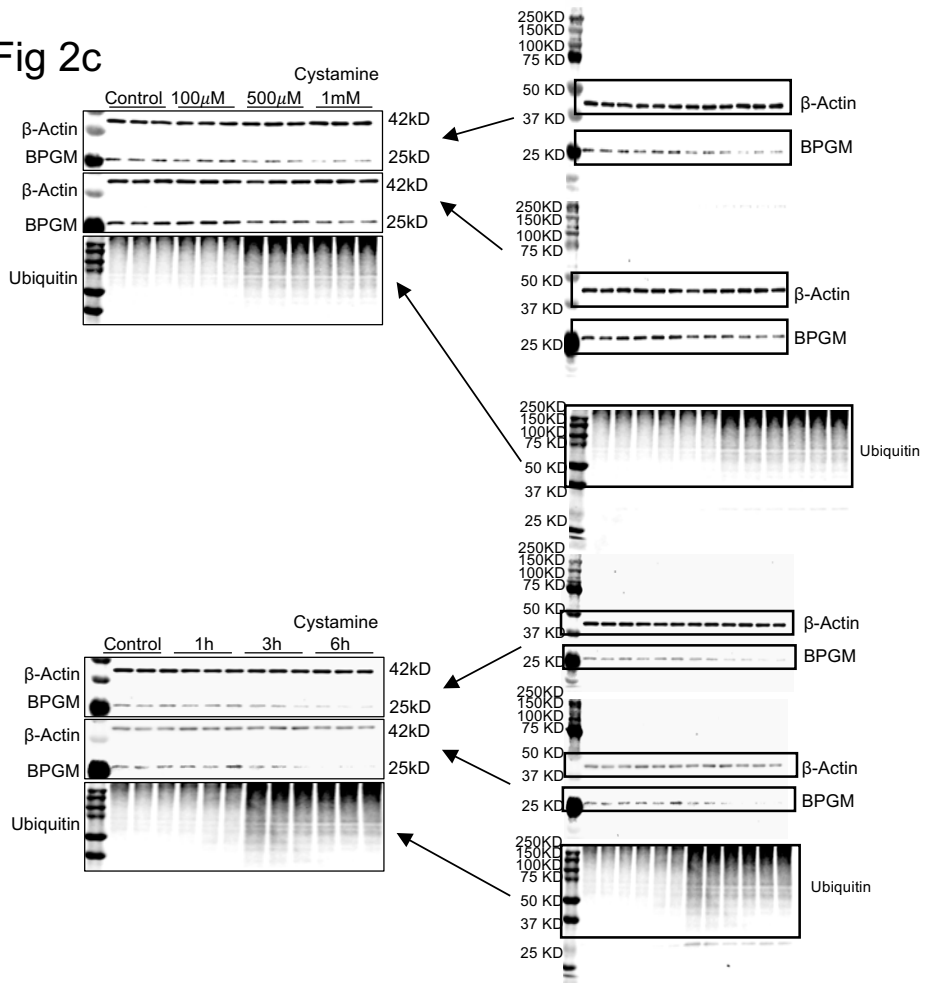 Fig 2c
Cystamine
Control 100μM 500μM 1mM
β-Actin 42kD
BPGM 25kD
β-Actin 42kD
BPGM 25kD
Ubiquitin
250KD
150KD
100KD
75 KD
50 KD
β-Actin
37 KD
BPGM
25 KD
250KD
150KD
100KD
75 KD
50 KD
β-Actin
37 KD
BPGM
25 KD
250KD
150KD
100KD
75 KD
Ubiquitin
50 KD
37 KD
25 KD
Cystamine
Control 1h 3h 6h
β-Actin 42kD
BPGM 25kD
β-Actin 42kD
BPGM 25kD
Ubiquitin
250KD
150KD
100KD
75 KD
50 KD
β-Actin
37 KD
BPGM
25 KD
250KD
150KD
100KD
75 KD
50 KD
β-Actin
37 KD
BPGM
25 KD
250KD
150KD
100KD
75 KD
Ubiquitin
50 KD
37 KD
25 KD